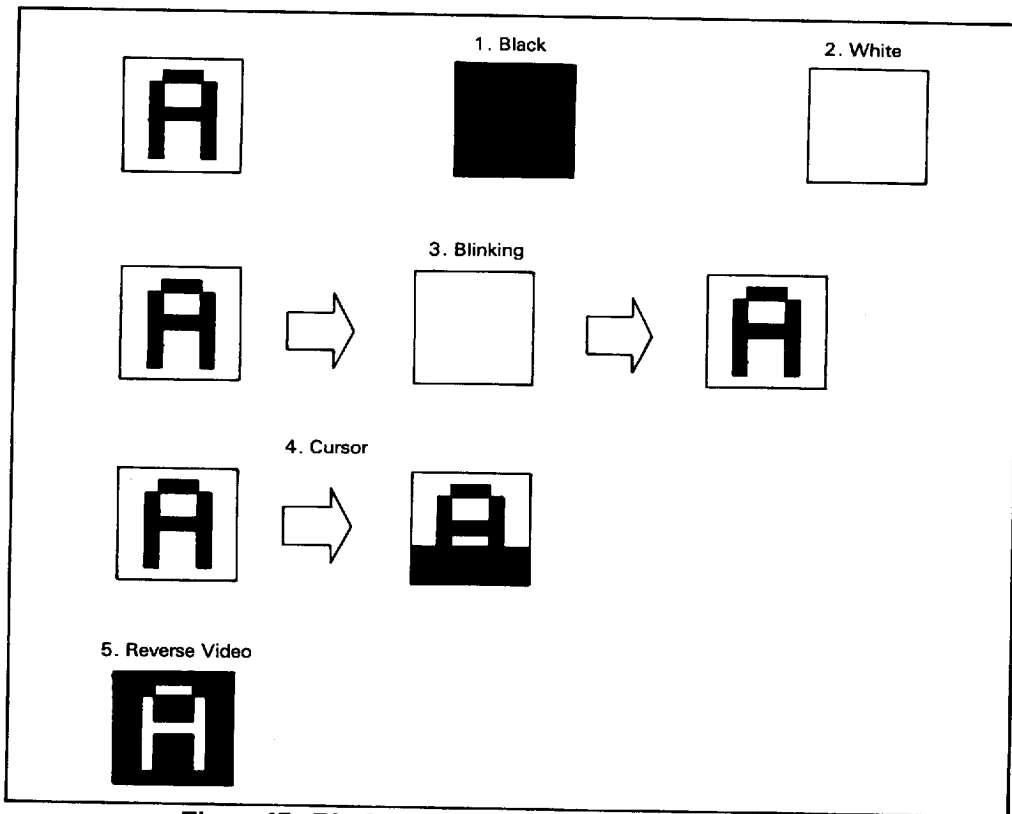 1. Black
2. White
A
3. Blinking
A
A
4. Cursor
A
A
5. Reverse Video
A